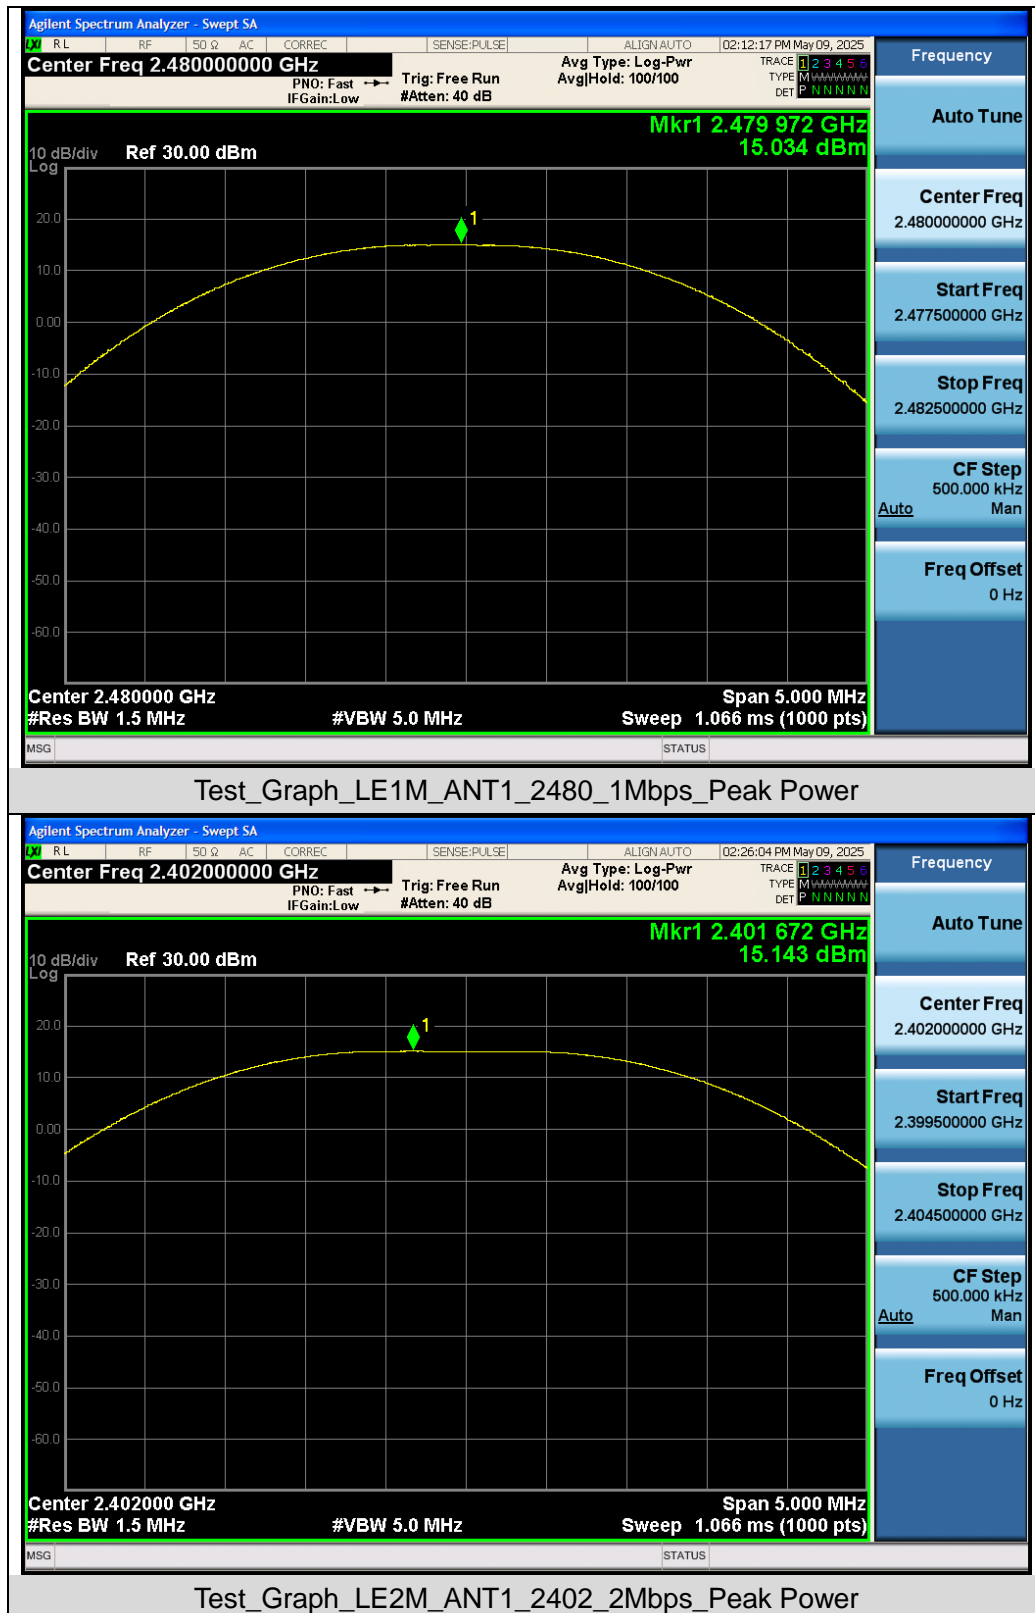 Agilent Spectrum Analyzer - Swept SA
LXI RL RF 50 Ω AC CORREC SENSE:PULSE ALIGN AUTO 02:12:17 PM May 09, 2025
Center Freq 2.480000000 GHz
PNO: Fast
IFGain:Low
Trig: Free Run
#Atten: 40 dB
Avg Type: Log-Pwr
Avg|Hold: 100/100
TRACE 1 2 3 4 5 6
TYPE M
DET P N N N N N
Mkr1 2.479 972 GHz
15.034 dBm
10 dB/div Ref 30.00 dBm
Log
1
20.0
10.0
0.00
-10.0
-20.0
-30.0
-40.0
-50.0
-60.0
Center 2.480000 GHz Span 5.000 MHz
#Res BW 1.5 MHz #VBW 5.0 MHz Sweep 1.066 ms (1000 pts)
MSG STATUS
Frequency
Auto Tune
Center Freq
2.480000000 GHz
Start Freq
2.477500000 GHz
Stop Freq
2.482500000 GHz
CF Step
500.000 kHz
Auto Man
Freq Offset
0 Hz
Test_Graph_LE1M_ANT1_2480_1Mbps_Peak Power
Agilent Spectrum Analyzer - Swept SA
LXI RL RF 50 Ω AC CORREC SENSE:PULSE ALIGN AUTO 02:26:04 PM May 09, 2025
Center Freq 2.402000000 GHz
PNO: Fast
IFGain:Low
Trig: Free Run
#Atten: 40 dB
Avg Type: Log-Pwr
Avg|Hold: 100/100
TRACE 1 2 3 4 5 6
TYPE M
DET P N N N N N
Mkr1 2.401 672 GHz
15.143 dBm
10 dB/div Ref 30.00 dBm
Log
1
20.0
10.0
0.00
-10.0
-20.0
-30.0
-40.0
-50.0
-60.0
Center 2.402000 GHz Span 5.000 MHz
#Res BW 1.5 MHz #VBW 5.0 MHz Sweep 1.066 ms (1000 pts)
MSG STATUS
Frequency
Auto Tune
Center Freq
2.402000000 GHz
Start Freq
2.399500000 GHz
Stop Freq
2.404500000 GHz
CF Step
500.000 kHz
Auto Man
Freq Offset
0 Hz
Test_Graph_LE2M_ANT1_2402_2Mbps_Peak Power